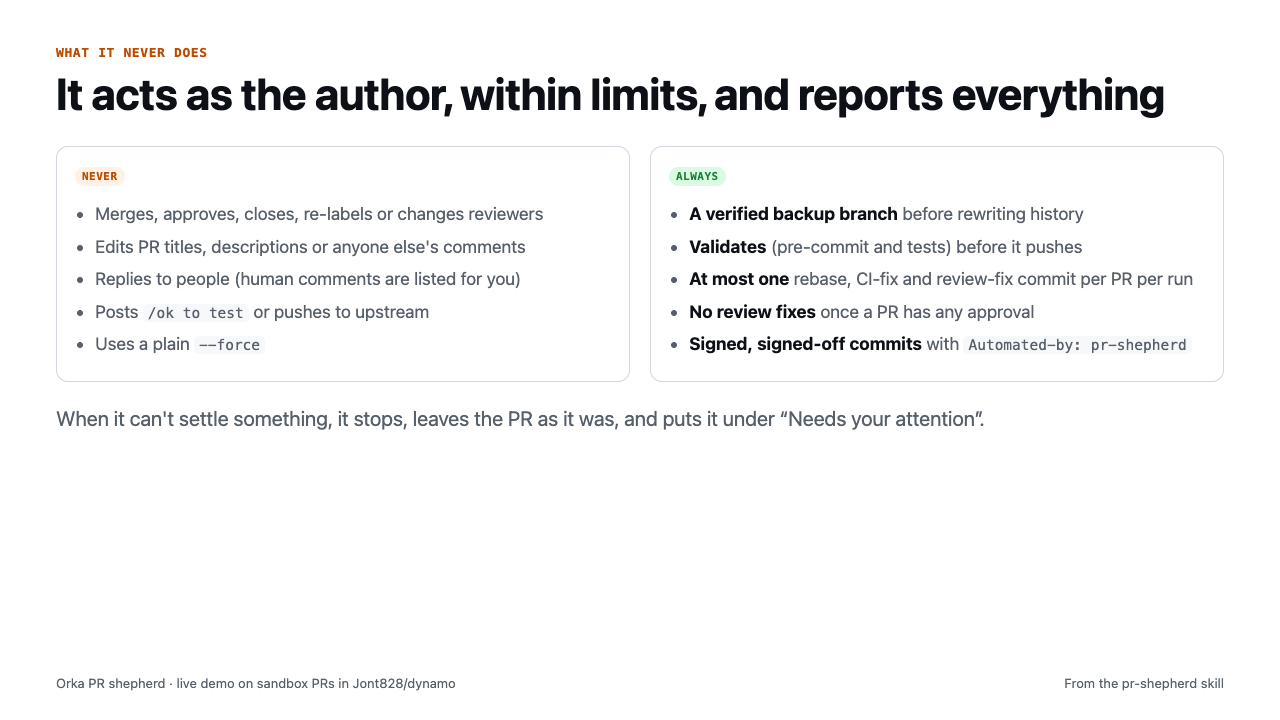 WHAT IT NEVER DOES
It acts as the author, within limits, and reports everything
NEVER
• Merges, approves, closes, re-labels or changes reviewers
• Edits PR titles, descriptions or anyone else's comments
• Replies to people (human comments are listed for you)
• Posts /ok to test or pushes to upstream
• Uses a plain --force
ALWAYS
• A verified backup branch before rewriting history
• Validates (pre-commit and tests) before it pushes
• At most one rebase, CI-fix and review-fix commit per PR per run
• No review fixes once a PR has any approval
• Signed, signed-off commits with Automated-by: pr-shepherd
When it can't settle something, it stops, leaves the PR as it was, and puts it under “Needs your attention”.
Orka PR shepherd · live demo on sandbox PRs in Jont828/dynamo
From the pr-shepherd skill